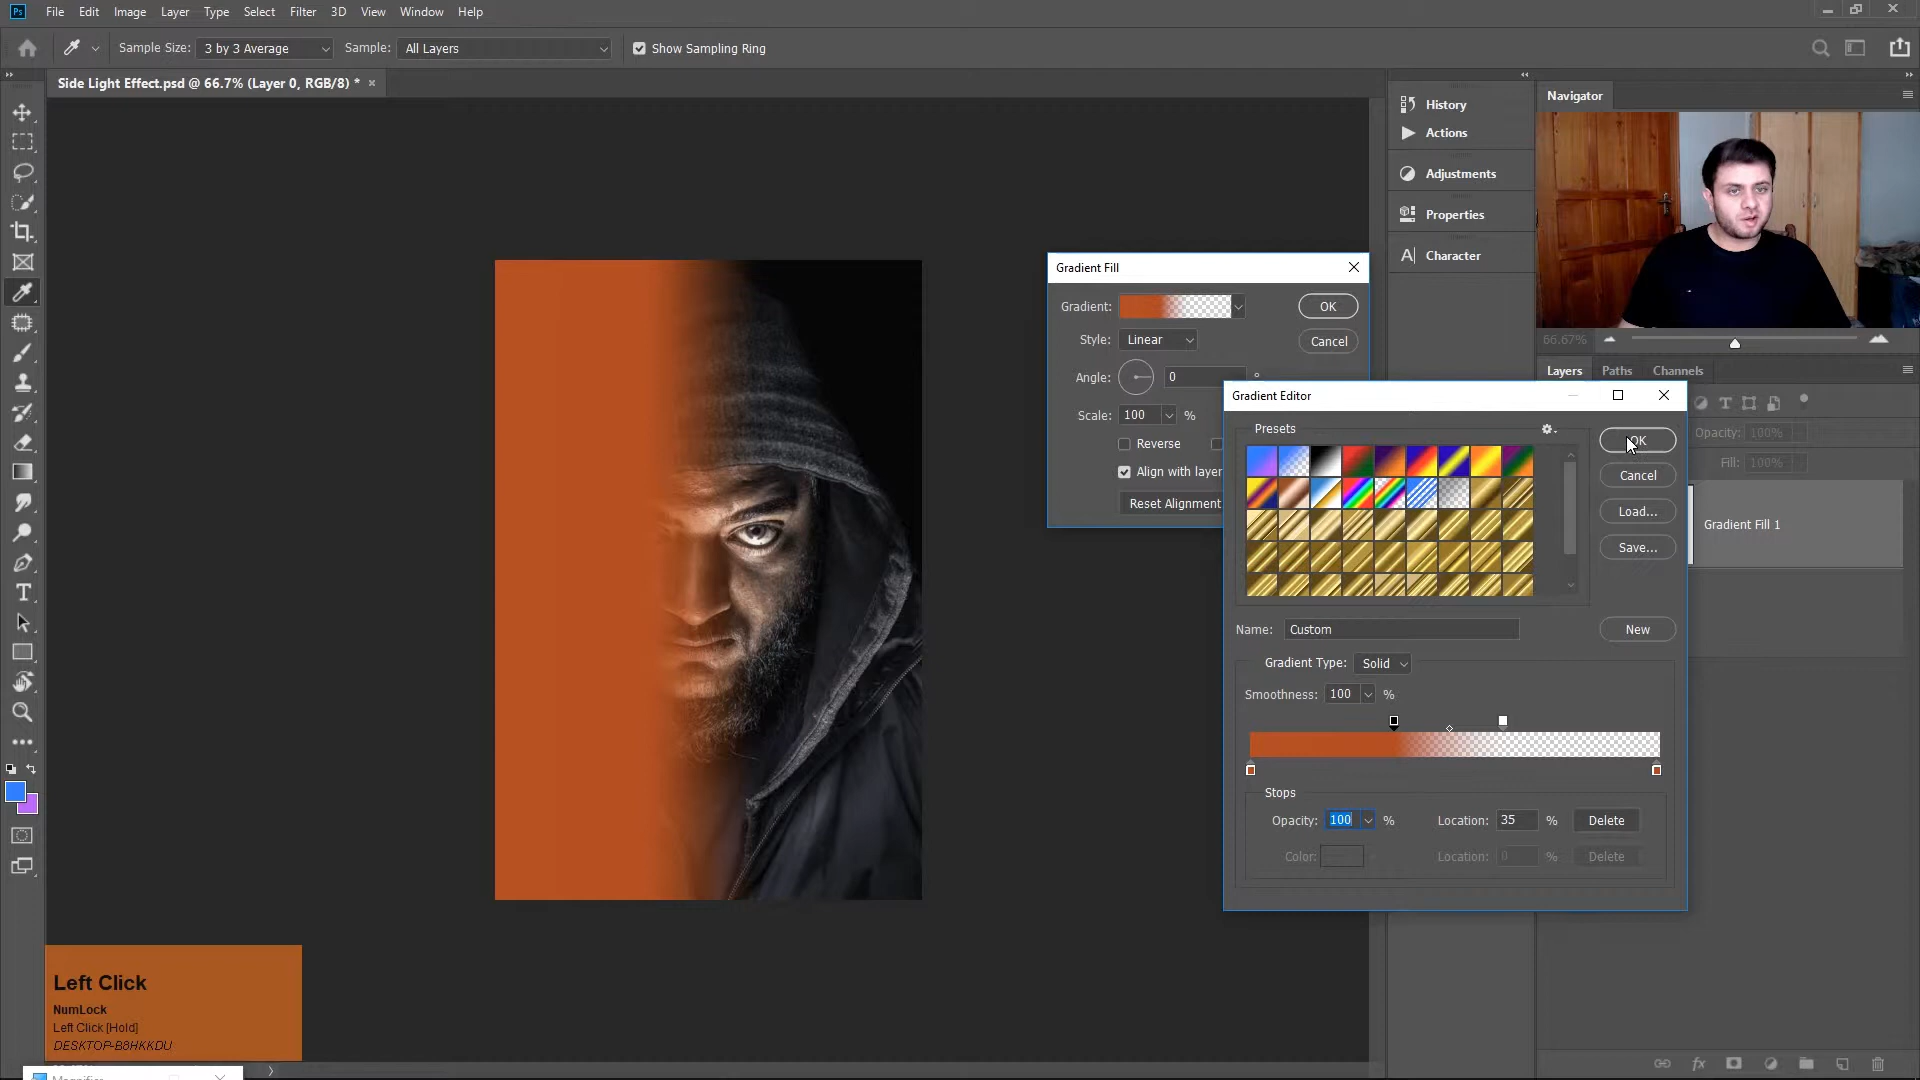 Ps File Edit Image Layer Type Select Filter 3D View Window Help
Sample Size: 3 by 3 Average Sample: All Layers Show Sampling Ring
Side Light Effect.psd @ 66.7% (Layer 0, RGB/8) * ×
History
Actions
Adjustments
Properties
Character
Navigator
66.67%
Layers Paths Channels
Opacity: 100%
Fill: 100%
Gradient Fill 1
Gradient Fill
Gradient: OK
Style: Linear Cancel
Angle: 0 °
Scale: 100 %
Reverse
Align with layer
Reset Alignment
Gradient Editor
Presets
OK
Cancel
Load...
Save...
Name: Custom New
Gradient Type: Solid
Smoothness: 100 %
Stops
Opacity: 100 % Location: 35 % Delete
Color: Location: 0 % Delete
Left Click
NumLock
Left Click [Hold]
DESKTOP-B8HKKDU
Magnifier